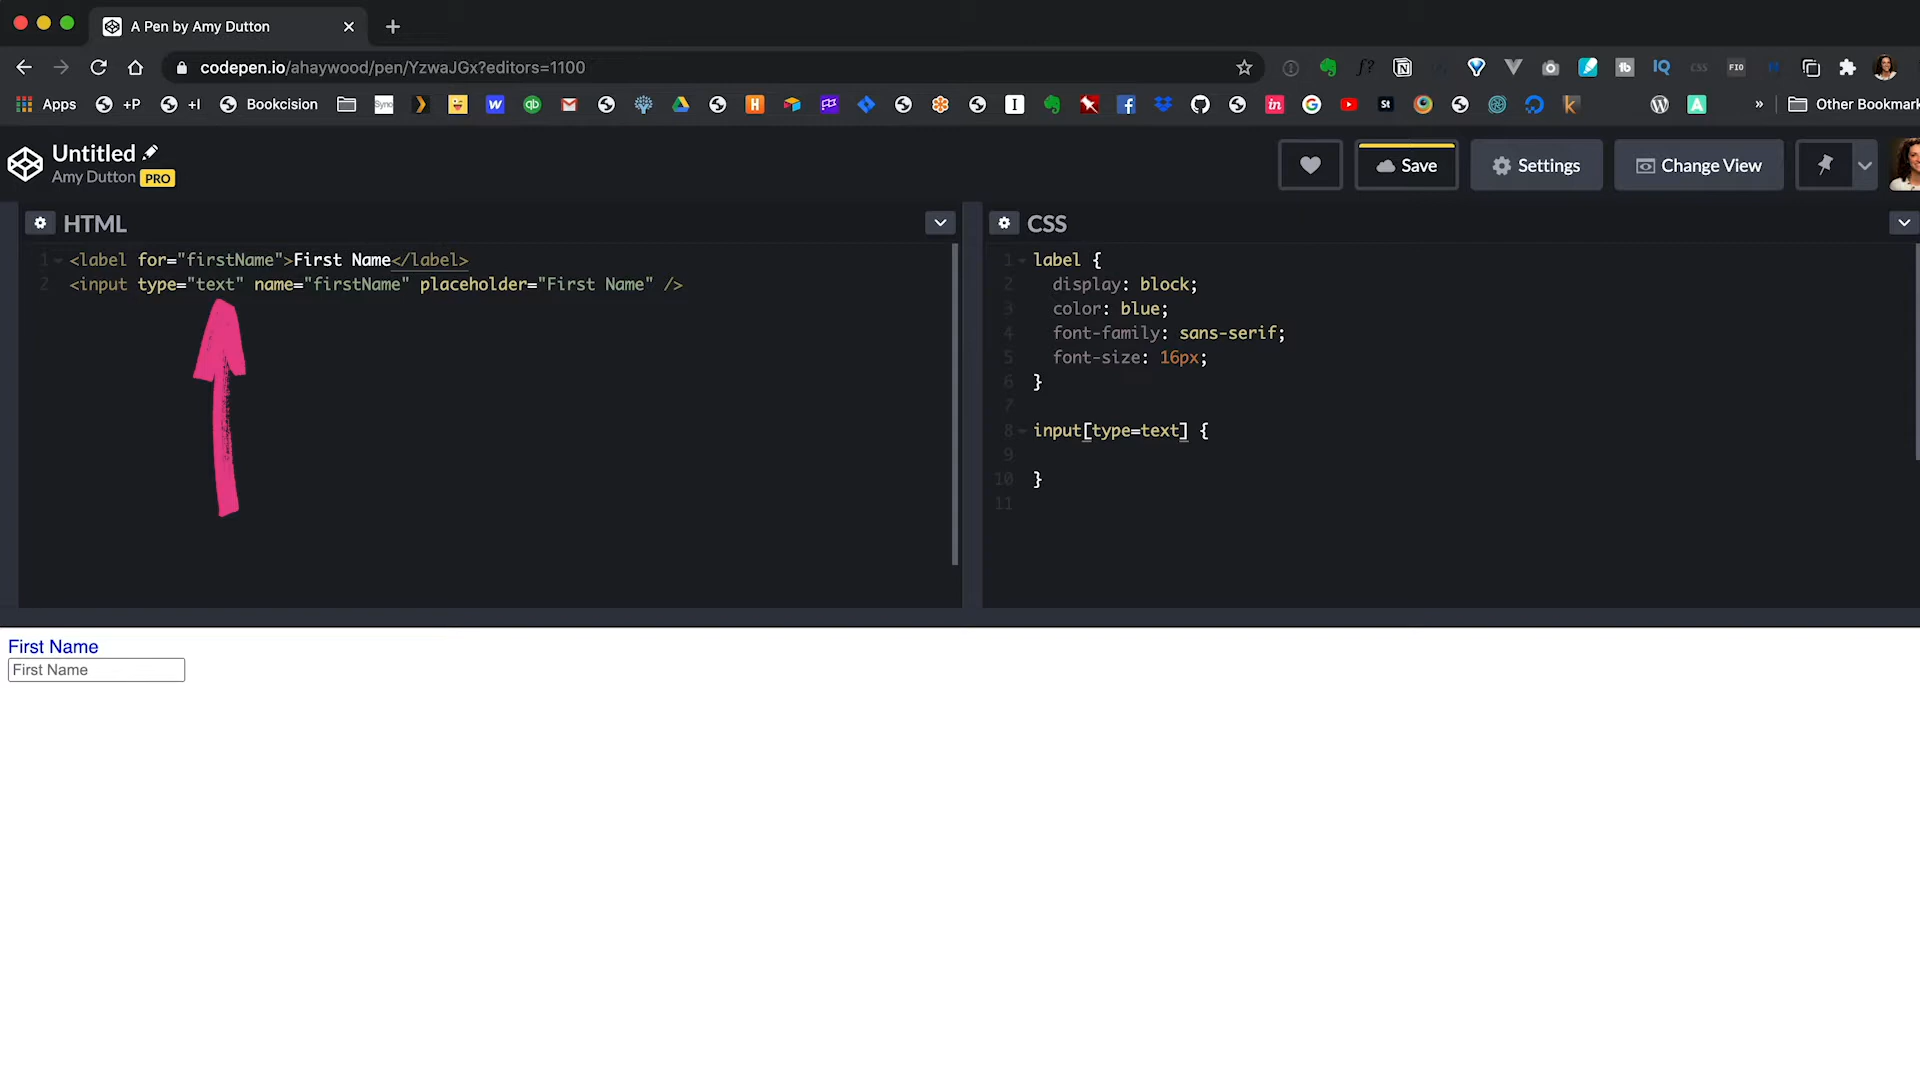 A Pen by Amy Dutton
codepen.io/ahaywood/pen/YzwaJGx?editors=1100
Apps +P +I Bookcision Other Bookmark
Untitled
Amy Dutton PRO
Save Settings Change View
HTML
1 <label for="firstName">First Name</label>
2 <input type="text" name="firstName" placeholder="First Name" />
CSS
1 label {
2 display: block;
3 color: blue;
4 font-family: sans-serif;
5 font-size: 16px;
6 }
7
8 input[type=text] {
9
10 }
11
First Name
First Name